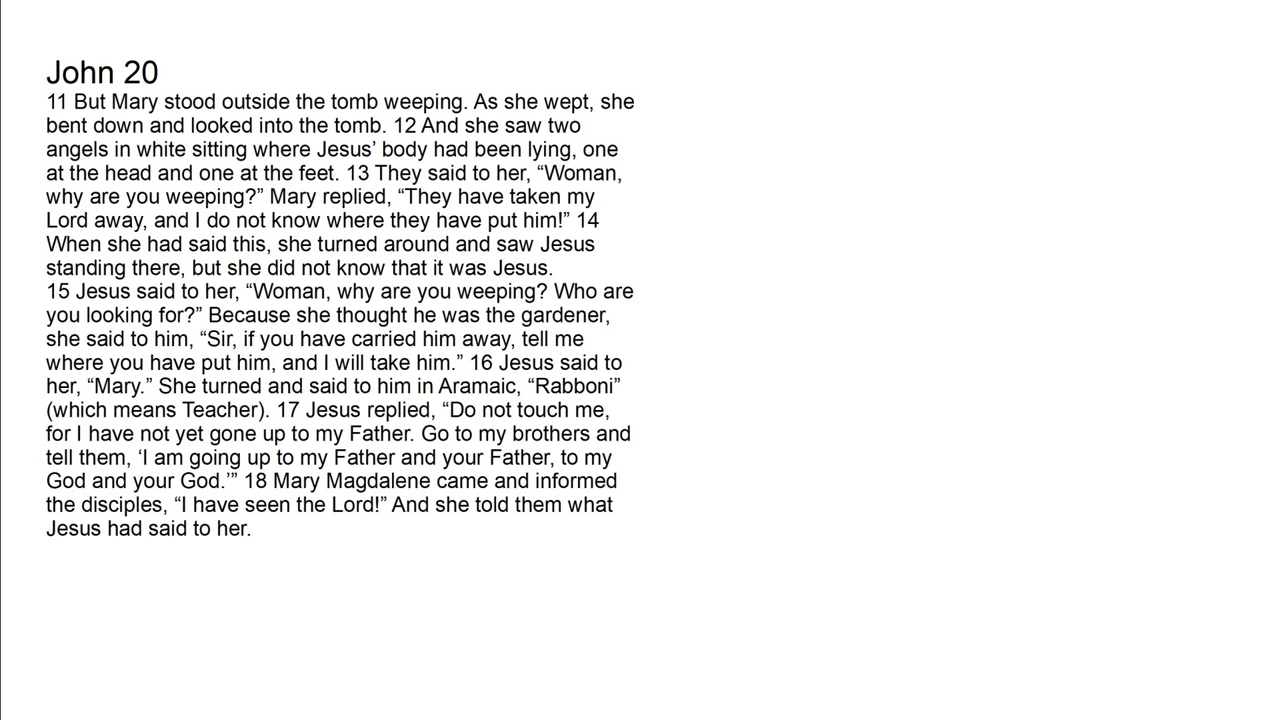 John 20
11 But Mary stood outside the tomb weeping. As she wept, she
bent down and looked into the tomb. 12 And she saw two
angels in white sitting where Jesus’ body had been lying, one
at the head and one at the feet. 13 They said to her, “Woman,
why are you weeping?” Mary replied, “They have taken my
Lord away, and I do not know where they have put him!” 14
When she had said this, she turned around and saw Jesus
standing there, but she did not know that it was Jesus.
15 Jesus said to her, “Woman, why are you weeping? Who are
you looking for?” Because she thought he was the gardener,
she said to him, “Sir, if you have carried him away, tell me
where you have put him, and I will take him.” 16 Jesus said to
her, “Mary.” She turned and said to him in Aramaic, “Rabboni”
(which means Teacher). 17 Jesus replied, “Do not touch me,
for I have not yet gone up to my Father. Go to my brothers and
tell them, ‘I am going up to my Father and your Father, to my
God and your God.’” 18 Mary Magdalene came and informed
the disciples, “I have seen the Lord!” And she told them what
Jesus had said to her.